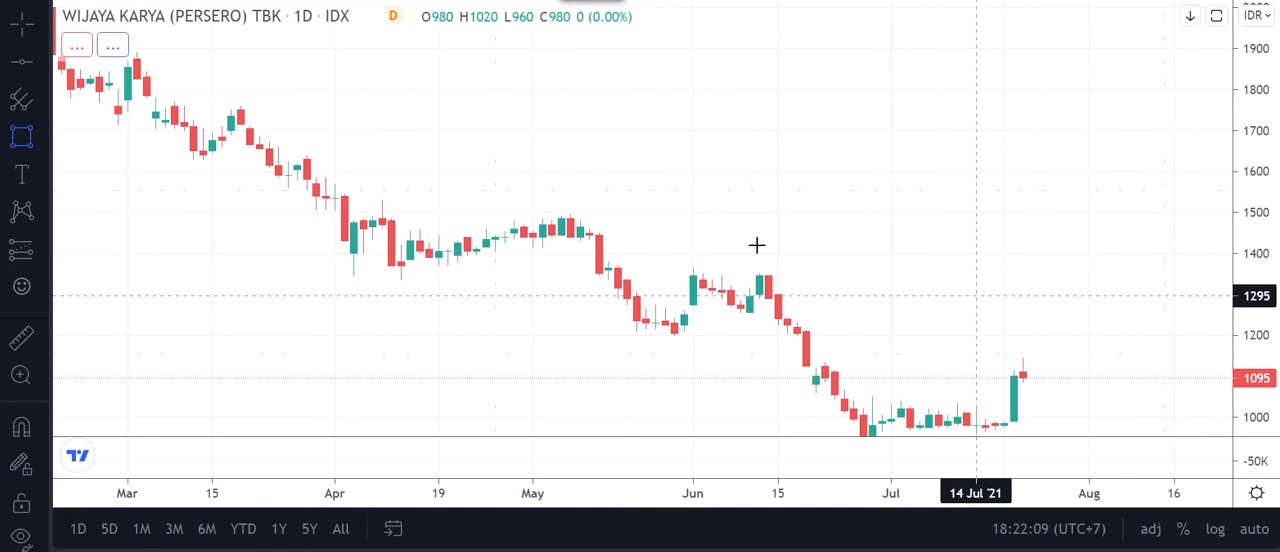 WIJAYA KARYA (PERSERO) TBK · 1D · IDX D O980 H1020 L960 C980 0 (0.00%) IDR
... ...
1900
1800
1700
1600
1500
1400
1295
1200
1095
1000
-50K
Mar 15 Apr 19 May Jun 15 Jul 14 Jul '21 Aug 16
1D 5D 1M 3M 6M YTD 1Y 5Y All 18:22:09 (UTC+7) adj % log auto